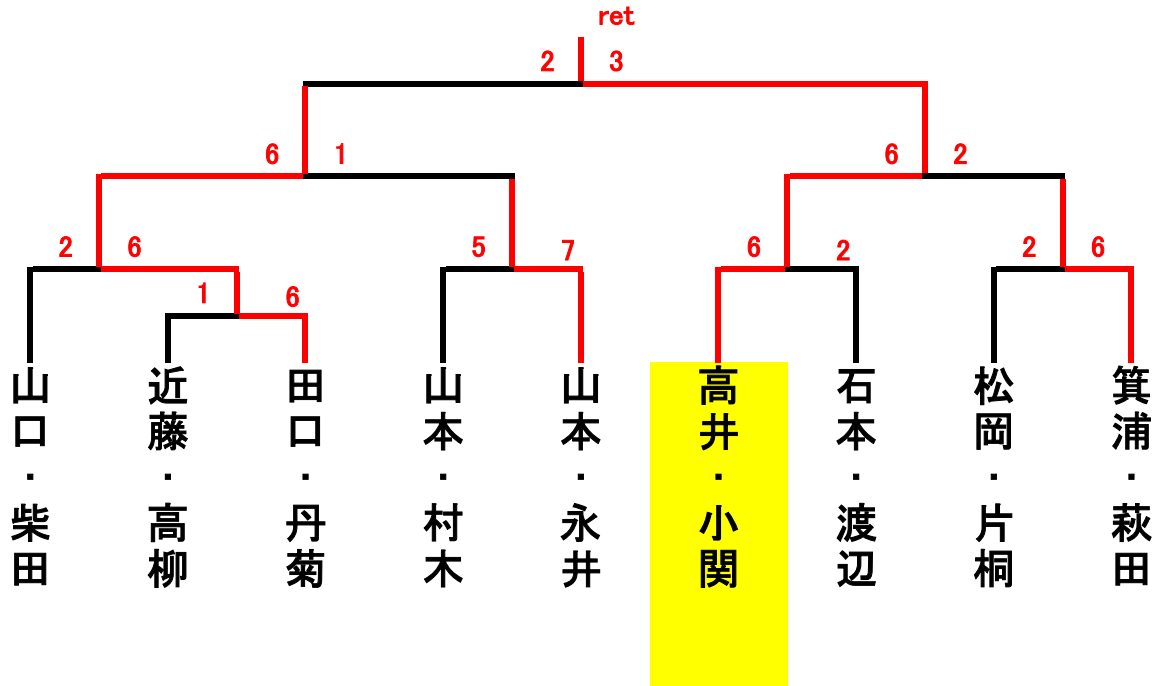 ret
2 3
6 1 6 2
2 6 5 7 6 2 2 6
1 6
山口・柴田
近藤・高柳
田口・丹菊
山本・村木
山本・永井
高井・小関
石本・渡辺
松岡・片桐
箕浦・萩田